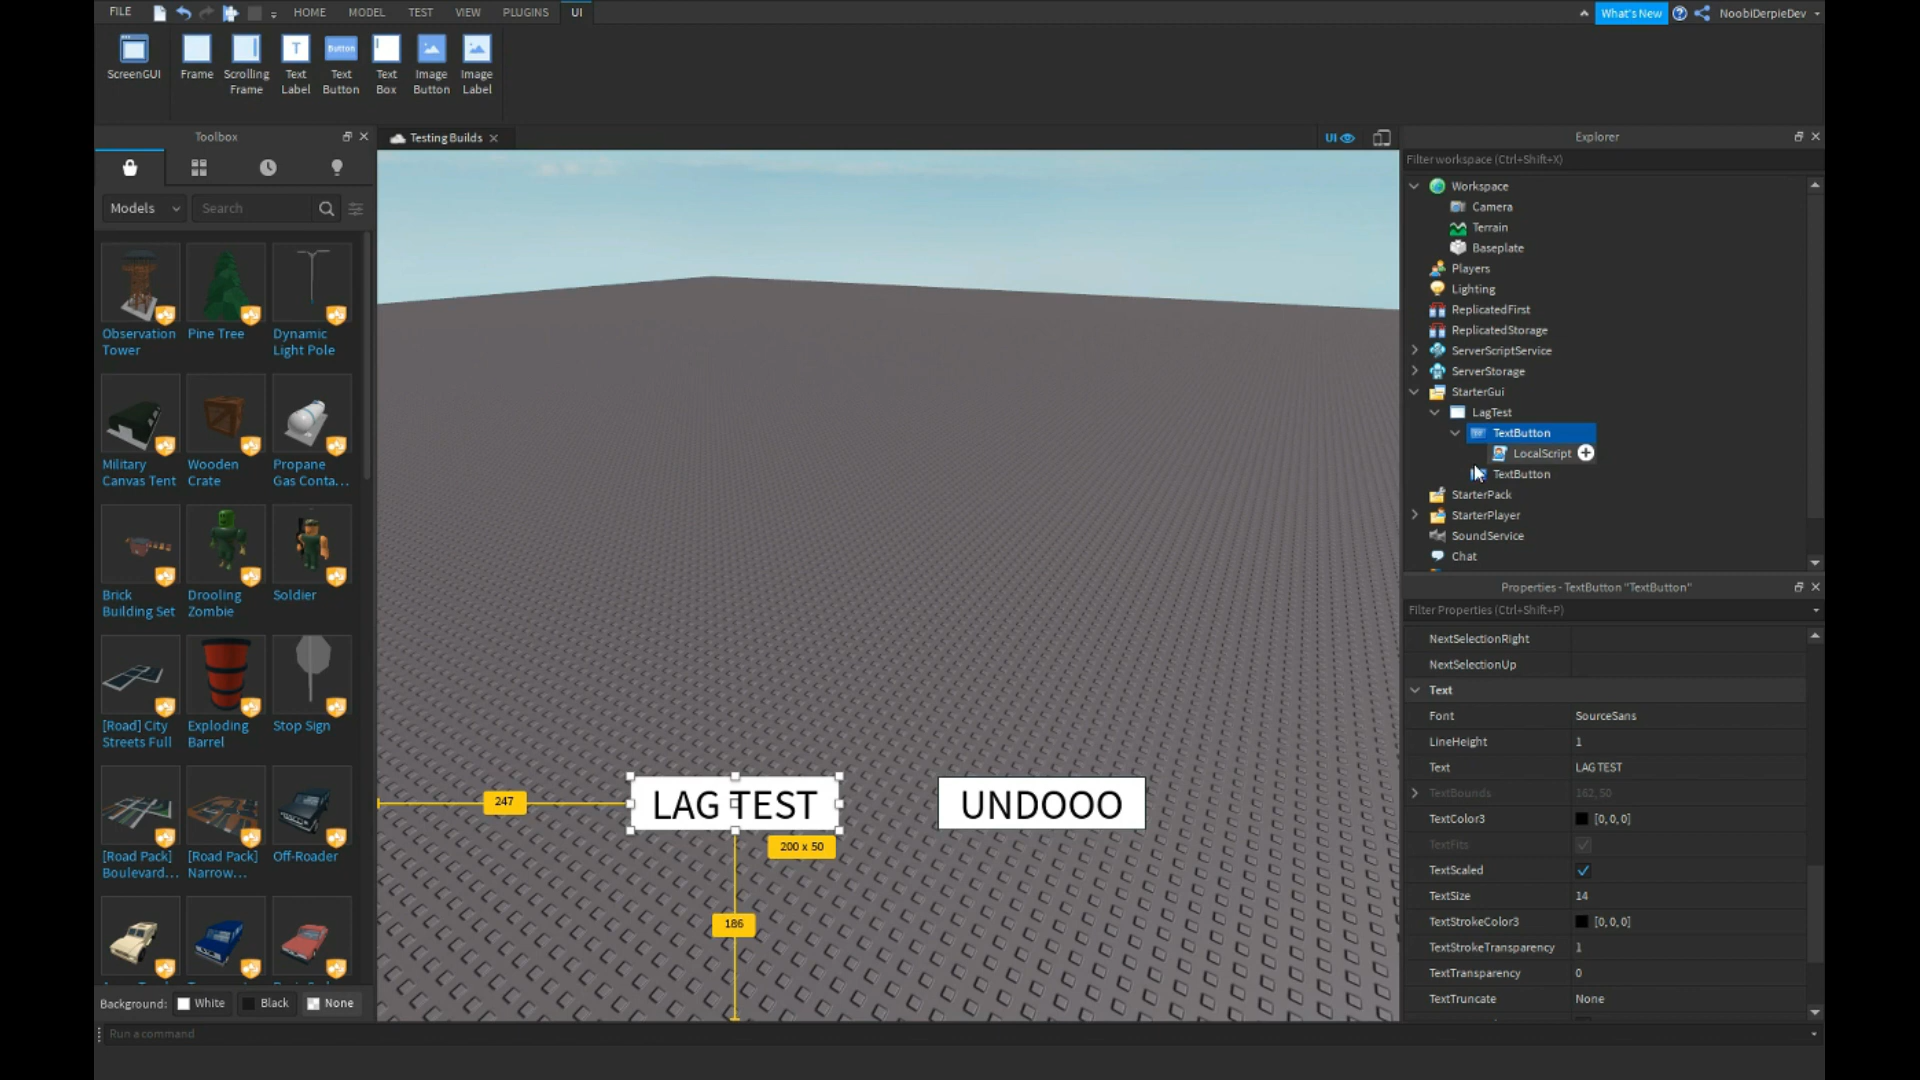 FILE
HOME
MODEL
TEST
VIEW
PLUGINS
UI
What's New
NoobiDerpieDev
ScreenGUI
Frame
Scrolling
Frame
T
Text
Label
Button
Text
Button
Text
Box
Image
Button
Image
Label
Toolbox
Models
Search
Observation
Tower
Pine Tree
Dynamic
Light Pole
Military
Canvas Tent
Wooden
Crate
Propane
Gas Conta...
Brick
Building Set
Drooling
Zombie
Soldier
[Road] City
Streets Full
Exploding
Barrel
Stop Sign
[Road Pack]
Boulevard...
[Road Pack]
Narrow...
Off-Roader
Background:
White
Black
None
Run a command
Testing Builds
UI
LAG TEST
UNDOOO
247
200 x 50
186
Explorer
Filter workspace (Ctrl+Shift+X)
Workspace
Camera
Terrain
Baseplate
Players
Lighting
ReplicatedFirst
ReplicatedStorage
ServerScriptService
ServerStorage
StarterGui
LagTest
TextButton
LocalScript
TextButton
StarterPack
StarterPlayer
SoundService
Chat
Properties - TextButton "TextButton"
Filter Properties (Ctrl+Shift+P)
NextSelectionRight
NextSelectionUp
Text
Font SourceSans
LineHeight 1
Text LAG TEST
TextBounds 162, 50
TextColor3 [0, 0, 0]
TextFits
TextScaled
TextSize 14
TextStrokeColor3 [0, 0, 0]
TextStrokeTransparency 1
TextTransparency 0
TextTruncate None